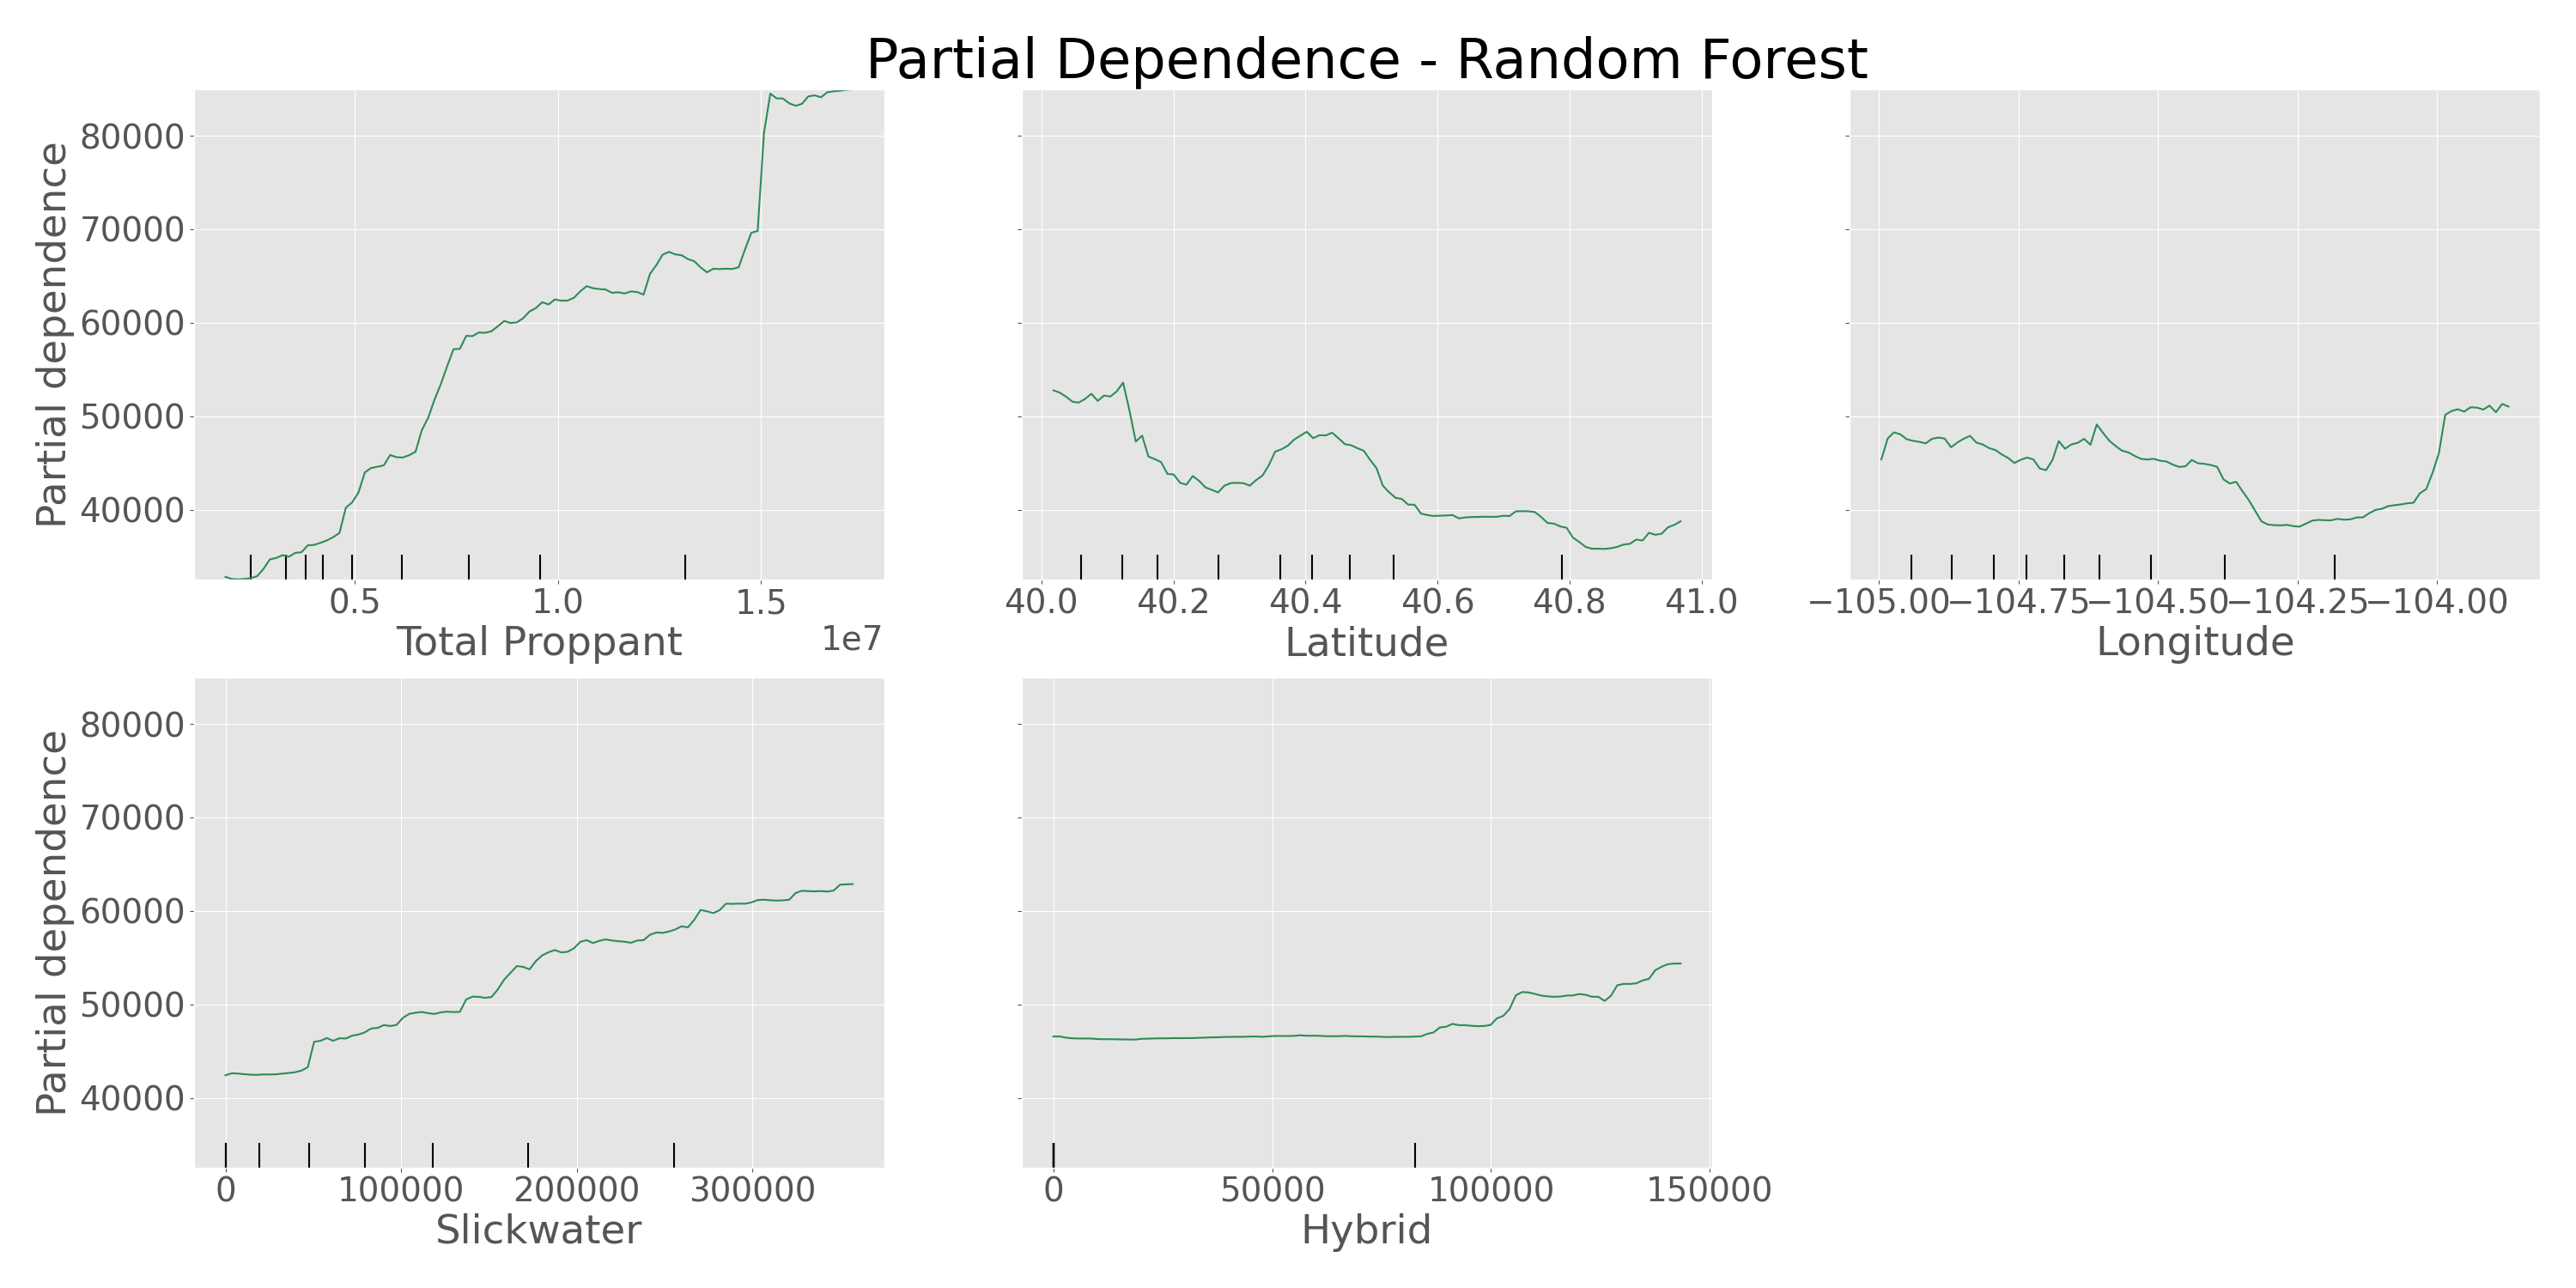 Partial Dependence - Random Forest
Partial dependence
80000
70000
60000
50000
40000
0.5 1.0 1.5
1e7
Total Proppant
40.0 40.2 40.4 40.6 40.8 41.0
Latitude
−105.00 −104.75 −104.50 −104.25 −104.00
Longitude
Partial dependence
80000
70000
60000
50000
40000
0 100000 200000 300000
Slickwater
0 50000 100000 150000
Hybrid